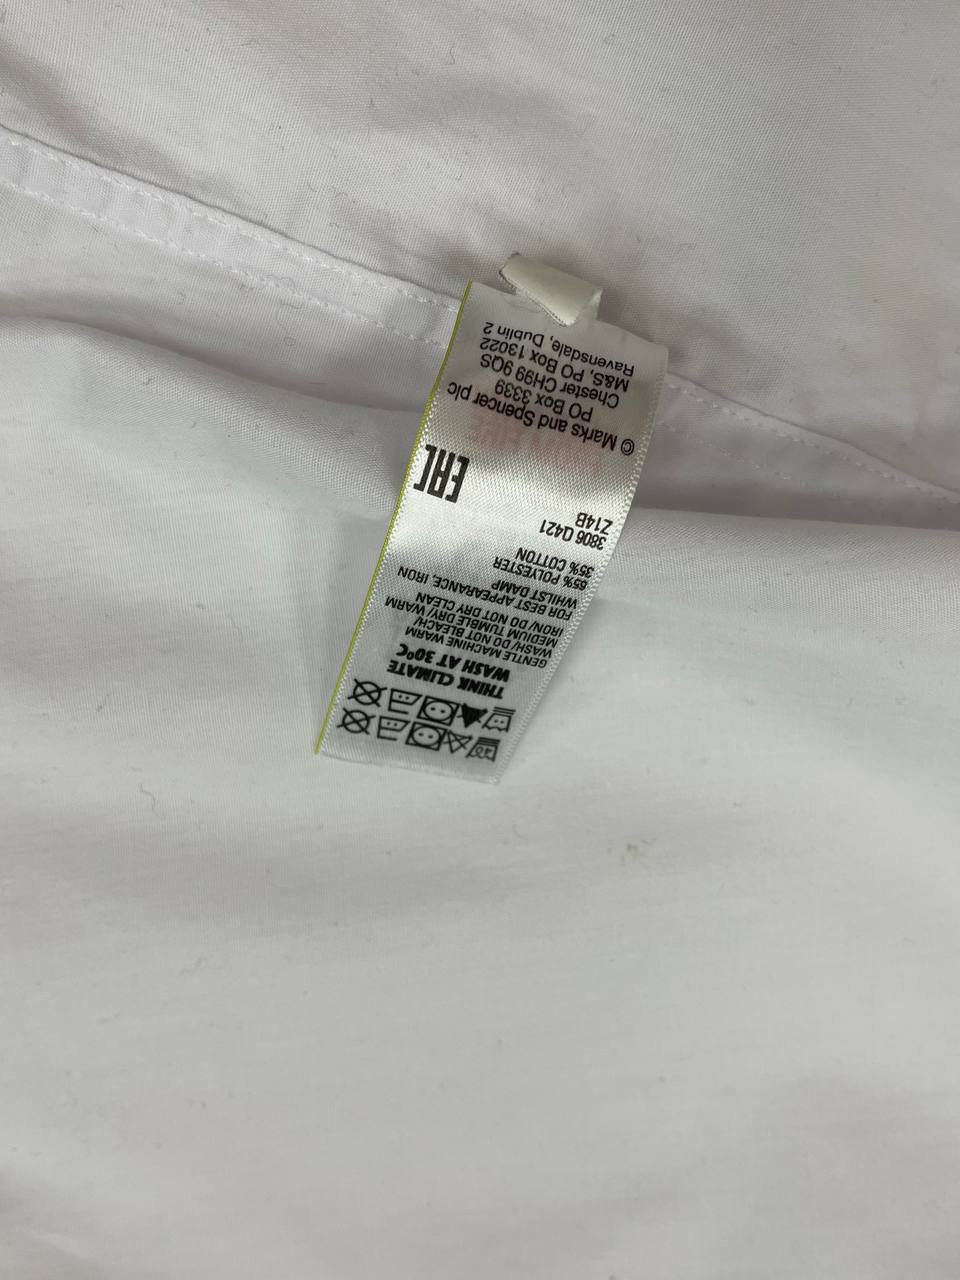 40
THINK CLIMATE
WASH AT 30°C
GENTLE MACHINE WARM
WASH/ DO NOT BLEACH/
MEDIUM TUMBLE DRY/ WARM
IRON/ DO NOT DRY CLEAN
FOR BEST APPEARANCE, IRON
WHILST DAMP
65% POLYESTER
35% COTTON
3806 Q421
Z14B
EAC
© Marks and Spencer plc
PO Box 3339
Chester CH99 9QS
M&S, PO Box 13022
Ravensdale, Dublin 2